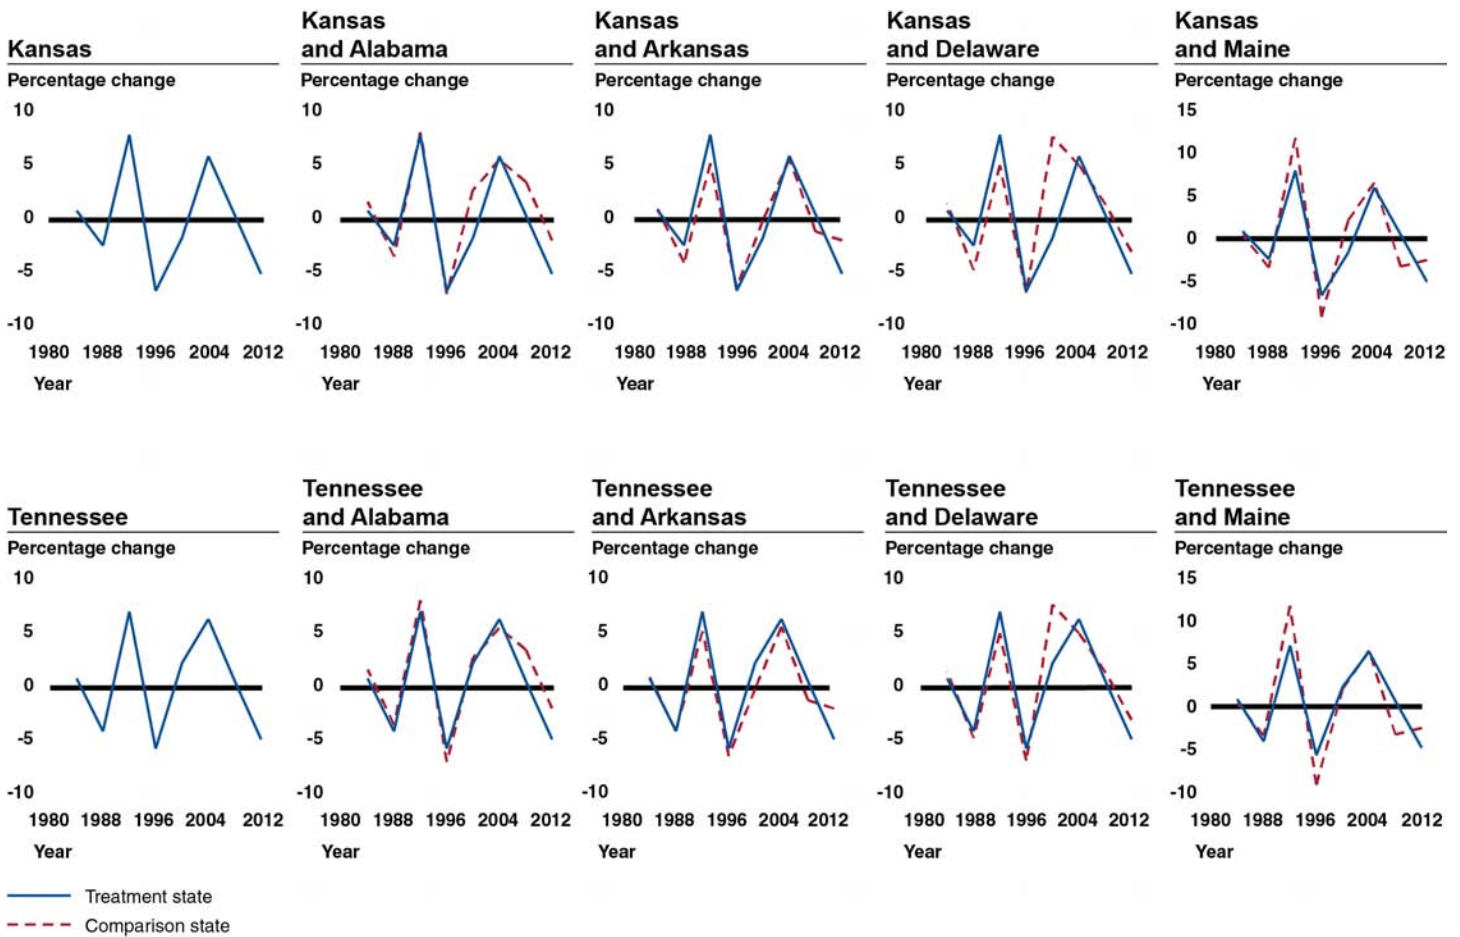 Kansas
Percentage change
10
5
0
-5
-10
1980 1988 1996 2004 2012
Year
Kansas
and Alabama
Percentage change
10
5
0
-5
-10
1980 1988 1996 2004 2012
Year
Kansas
and Arkansas
Percentage change
10
5
0
-5
-10
1980 1988 1996 2004 2012
Year
Kansas
and Delaware
Percentage change
10
5
0
-5
-10
1980 1988 1996 2004 2012
Year
Kansas
and Maine
Percentage change
15
10
5
0
-5
-10
1980 1988 1996 2004 2012
Year
Tennessee
Percentage change
10
5
0
-5
-10
1980 1988 1996 2004 2012
Year
Tennessee
and Alabama
Percentage change
10
5
0
-5
-10
1980 1988 1996 2004 2012
Year
Tennessee
and Arkansas
Percentage change
10
5
0
-5
-10
1980 1988 1996 2004 2012
Year
Tennessee
and Delaware
Percentage change
10
5
0
-5
-10
1980 1988 1996 2004 2012
Year
Tennessee
and Maine
Percentage change
15
10
5
0
-5
-10
1980 1988 1996 2004 2012
Year
Treatment state
Comparison state